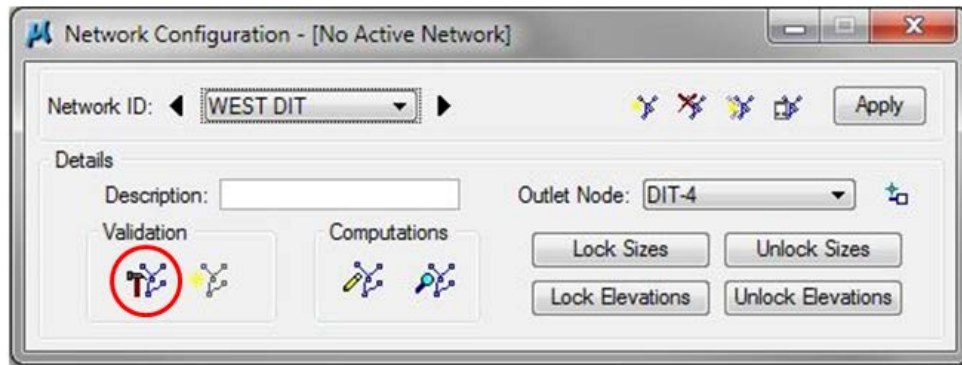 Network Configuration - [No Active Network]
Network ID: WEST DIT
Apply
Details
Description:
Outlet Node: DIT-4
Validation
Computations
Lock Sizes
Unlock Sizes
Lock Elevations
Unlock Elevations